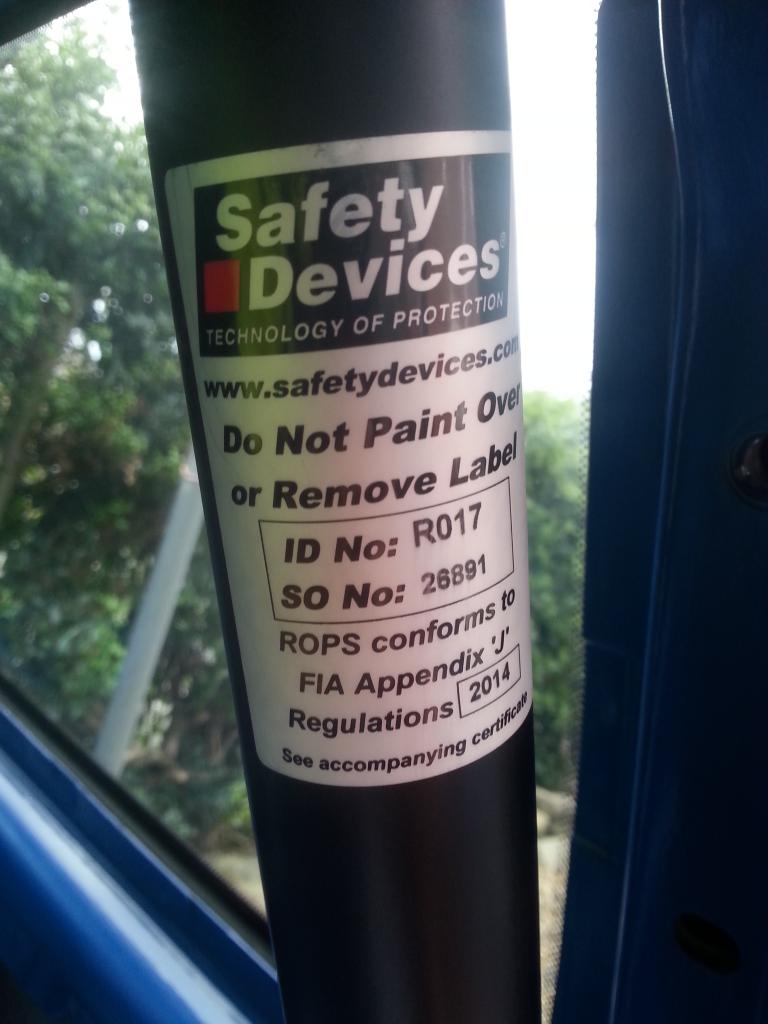 Safety
Devices®
TECHNOLOGY OF PROTECTION
www.safetydevices.com
Do Not Paint Over
or Remove Label
ID No: R017
SO No: 26891
ROPS conforms to
FIA Appendix 'J'
Regulations 2014
See accompanying certificate